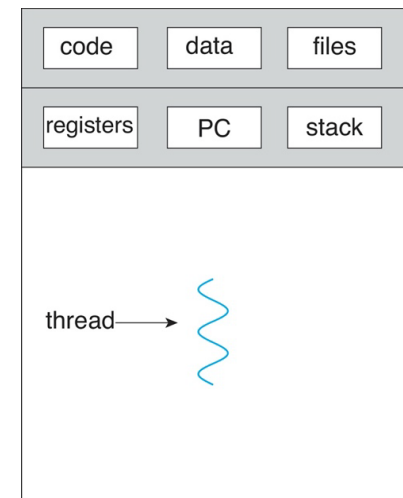 code data files
registers PC stack
thread